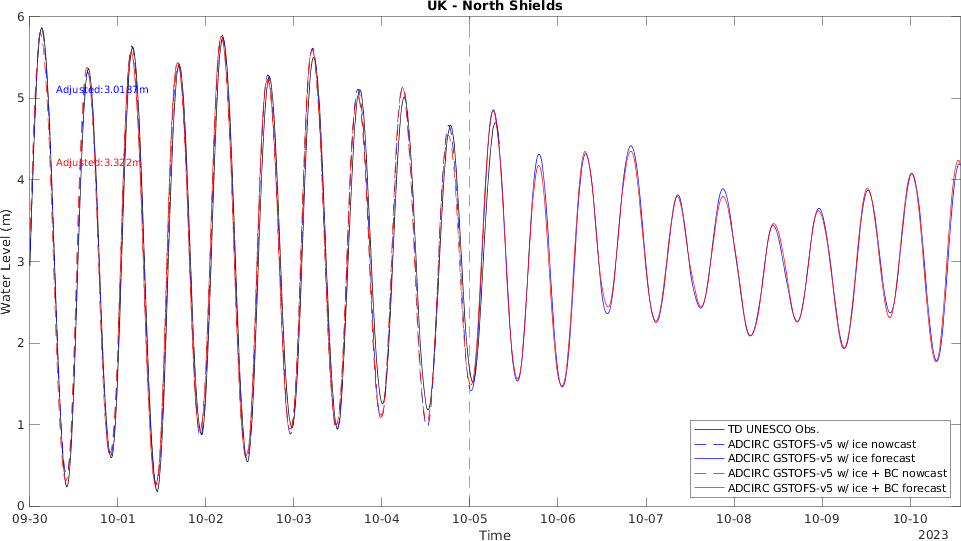 UK - North Shields
6
5
4
3
2
1
0
Water Level (m)
Adjusted:3.0187m
Adjusted:3.322m
TD UNESCO Obs.
ADCIRC GSTOFS-v5 w/ ice nowcast
ADCIRC GSTOFS-v5 w/ ice forecast
ADCIRC GSTOFS-v5 w/ ice + BC nowcast
ADCIRC GSTOFS-v5 w/ ice + BC forecast
09-30 10-01 10-02 10-03 10-04 10-05 10-06 10-07 10-08 10-09 10-10
Time
2023